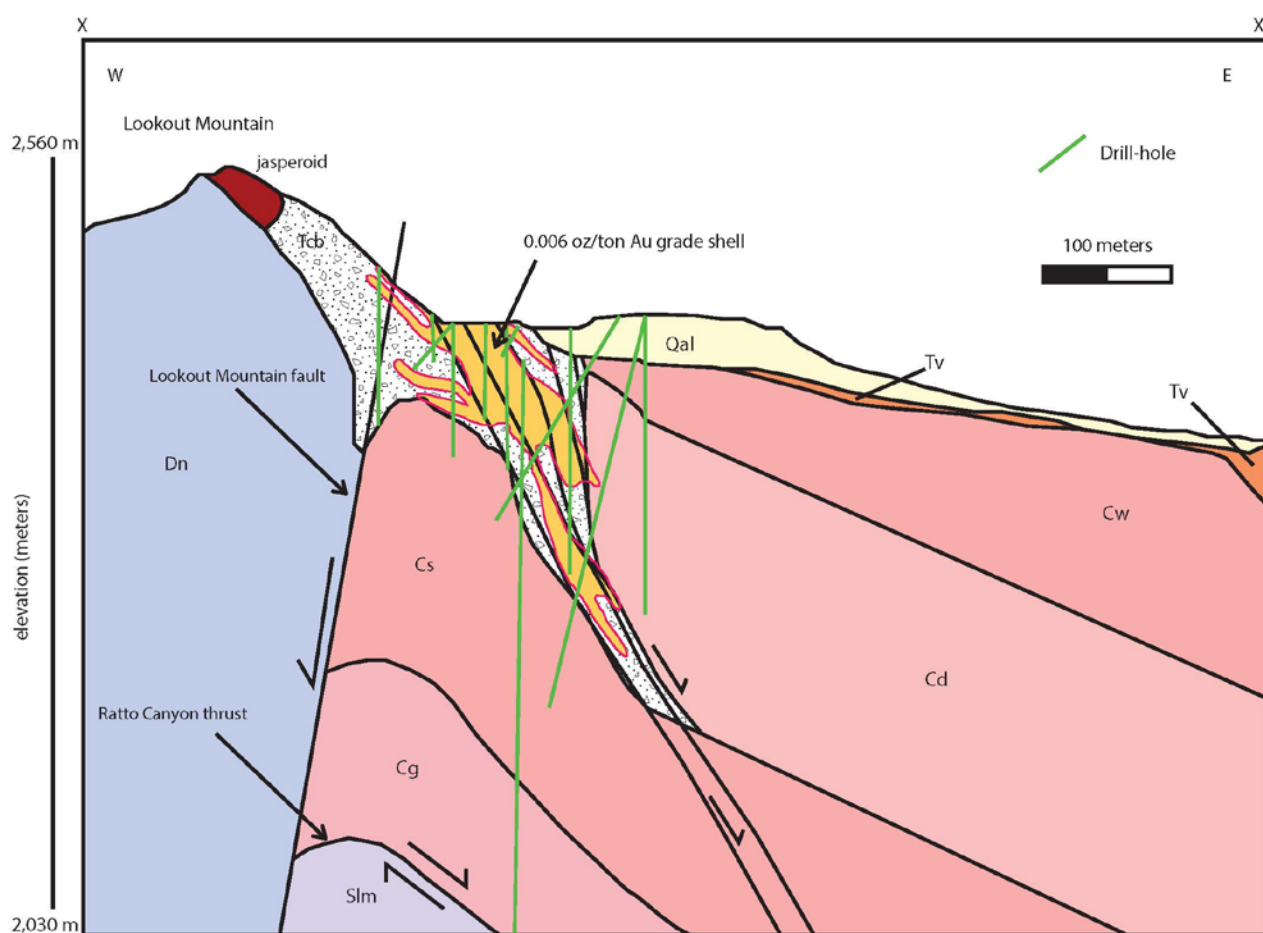 X
X
W
E
Lookout Mountain
2,560 m
jasperoid
Drill-hole
Tcb
0.006 oz/ton Au grade shell
100 meters
Qal
Tv
Lookout Mountain fault
Tv
Dn
Cw
elevation (meters)
Cs
Cd
Ratto Canyon thrust
Cg
Slm
2,030 m